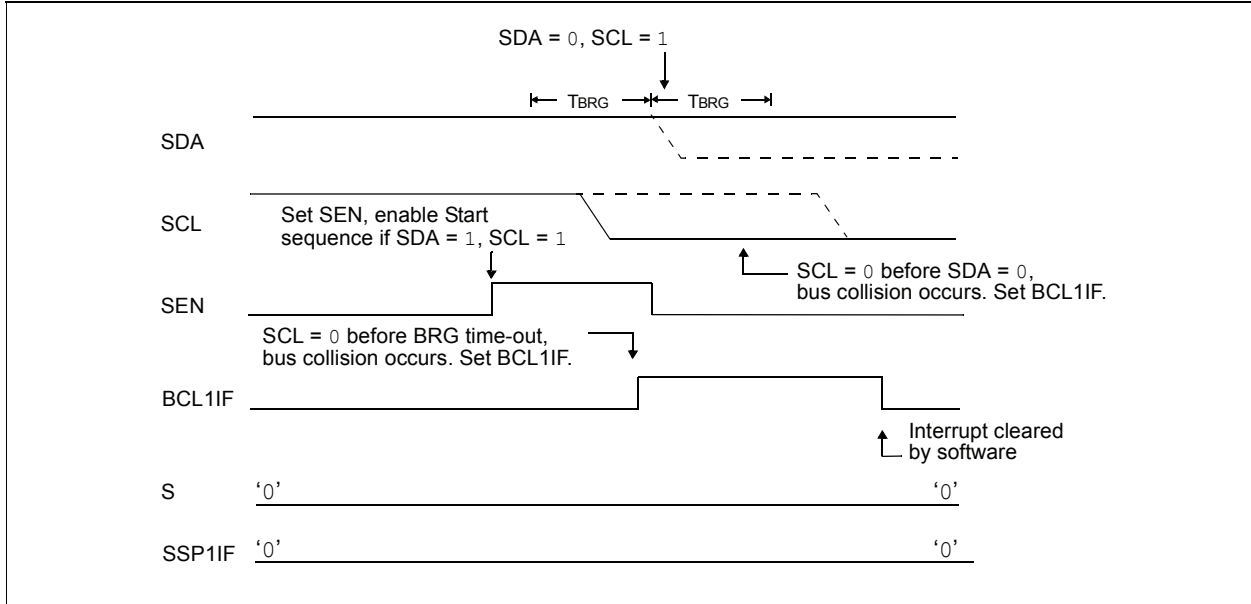 SDA = 0, SCL = 1
TBRG TBRG
SDA
SCL
Set SEN, enable Start
sequence if SDA = 1, SCL = 1
SCL = 0 before SDA = 0,
bus collision occurs. Set BCL1IF.
SEN
SCL = 0 before BRG time-out,
bus collision occurs. Set BCL1IF.
BCL1IF
Interrupt cleared
by software
S ‘0’ ‘0’
SSP1IF ‘0’ ‘0’